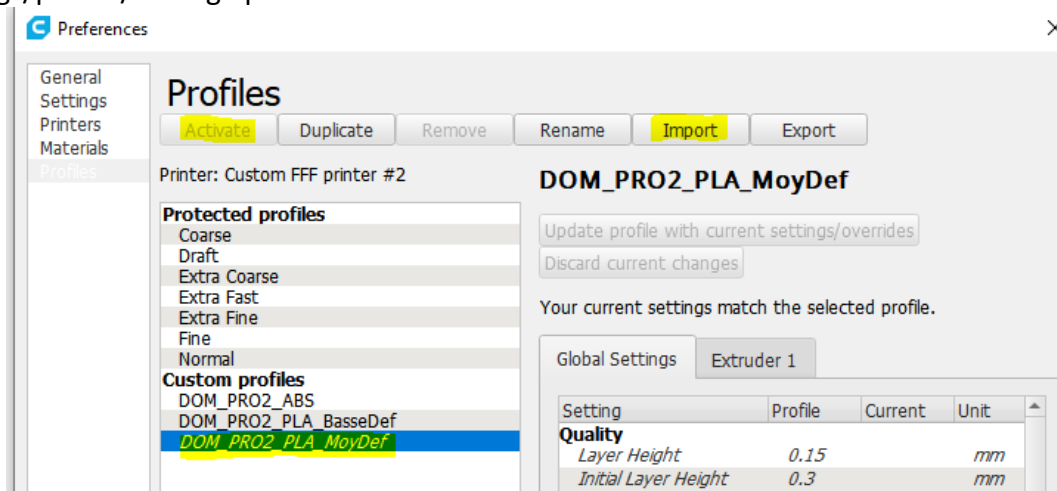 Preferences
General
Settings
Printers
Materials
Profiles
Profiles
Activate Duplicate Remove Rename Import Export
Printer: Custom FFF printer #2
Protected profiles
Coarse
Draft
Extra Coarse
Extra Fast
Extra Fine
Fine
Normal
Custom profiles
DOM_PRO2_ABS
DOM_PRO2_PLA_BasseDef
DOM_PRO2_PLA_MoyDef
DOM_PRO2_PLA_MoyDef
Update profile with current settings/overrides
Discard current changes
Your current settings match the selected profile.
Global Settings Extruder 1
Setting Profile Current Unit
Quality
Layer Height 0.15 mm
Initial Layer Height 0.3 mm